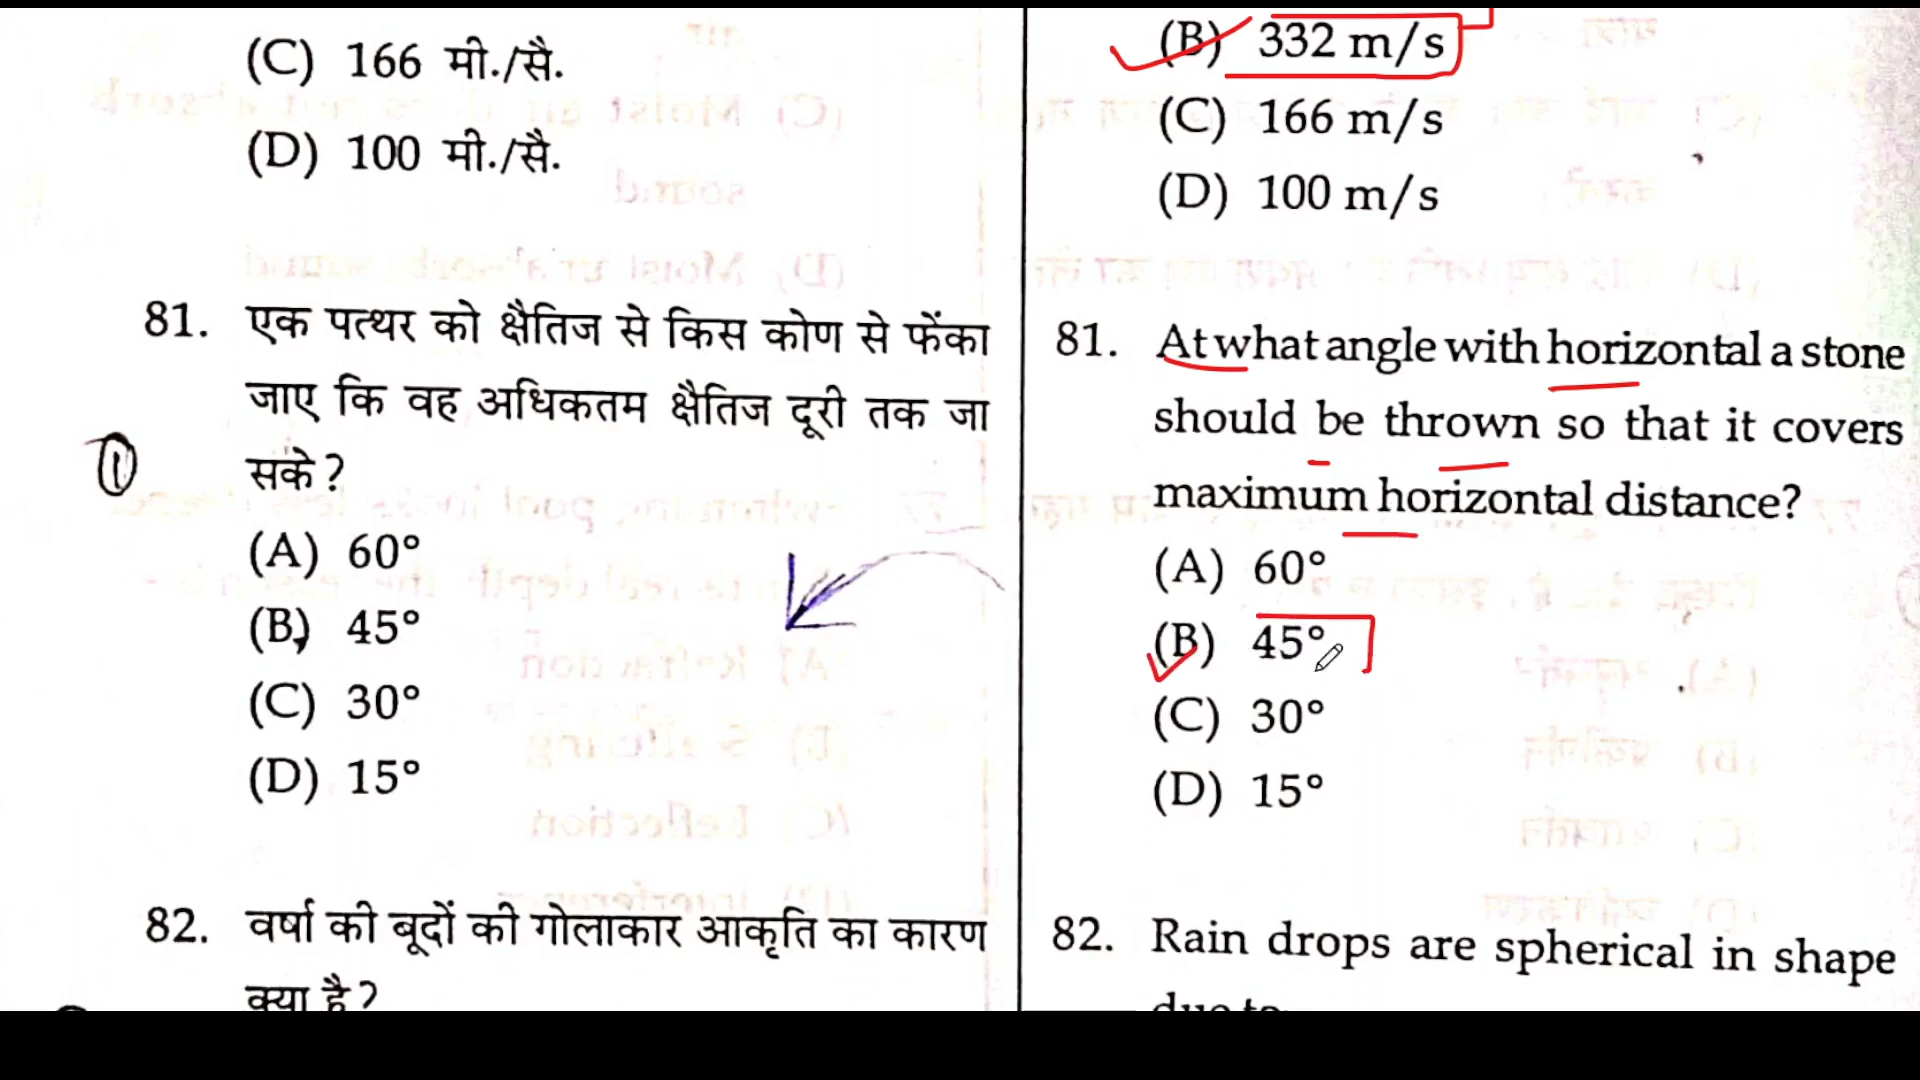 (C) 166 मी./सै.
(D) 100 मी./सै.
81. एक पत्थर को क्षैतिज से किस कोण से फेंका
जाए कि वह अधिकतम क्षैतिज दूरी तक जा
सके?
(A) 60°
(B) 45°
(C) 30°
(D) 15°
82. वर्षा की बूदों की गोलाकार आकृति का कारण
क्या है?
(B) 332 m/s
(C) 166 m/s
(D) 100 m/s
81. At what angle with horizontal a stone
should be thrown so that it covers
maximum horizontal distance?
(A) 60°
(B) 45°
(C) 30°
(D) 15°
82. Rain drops are spherical in shape
due to